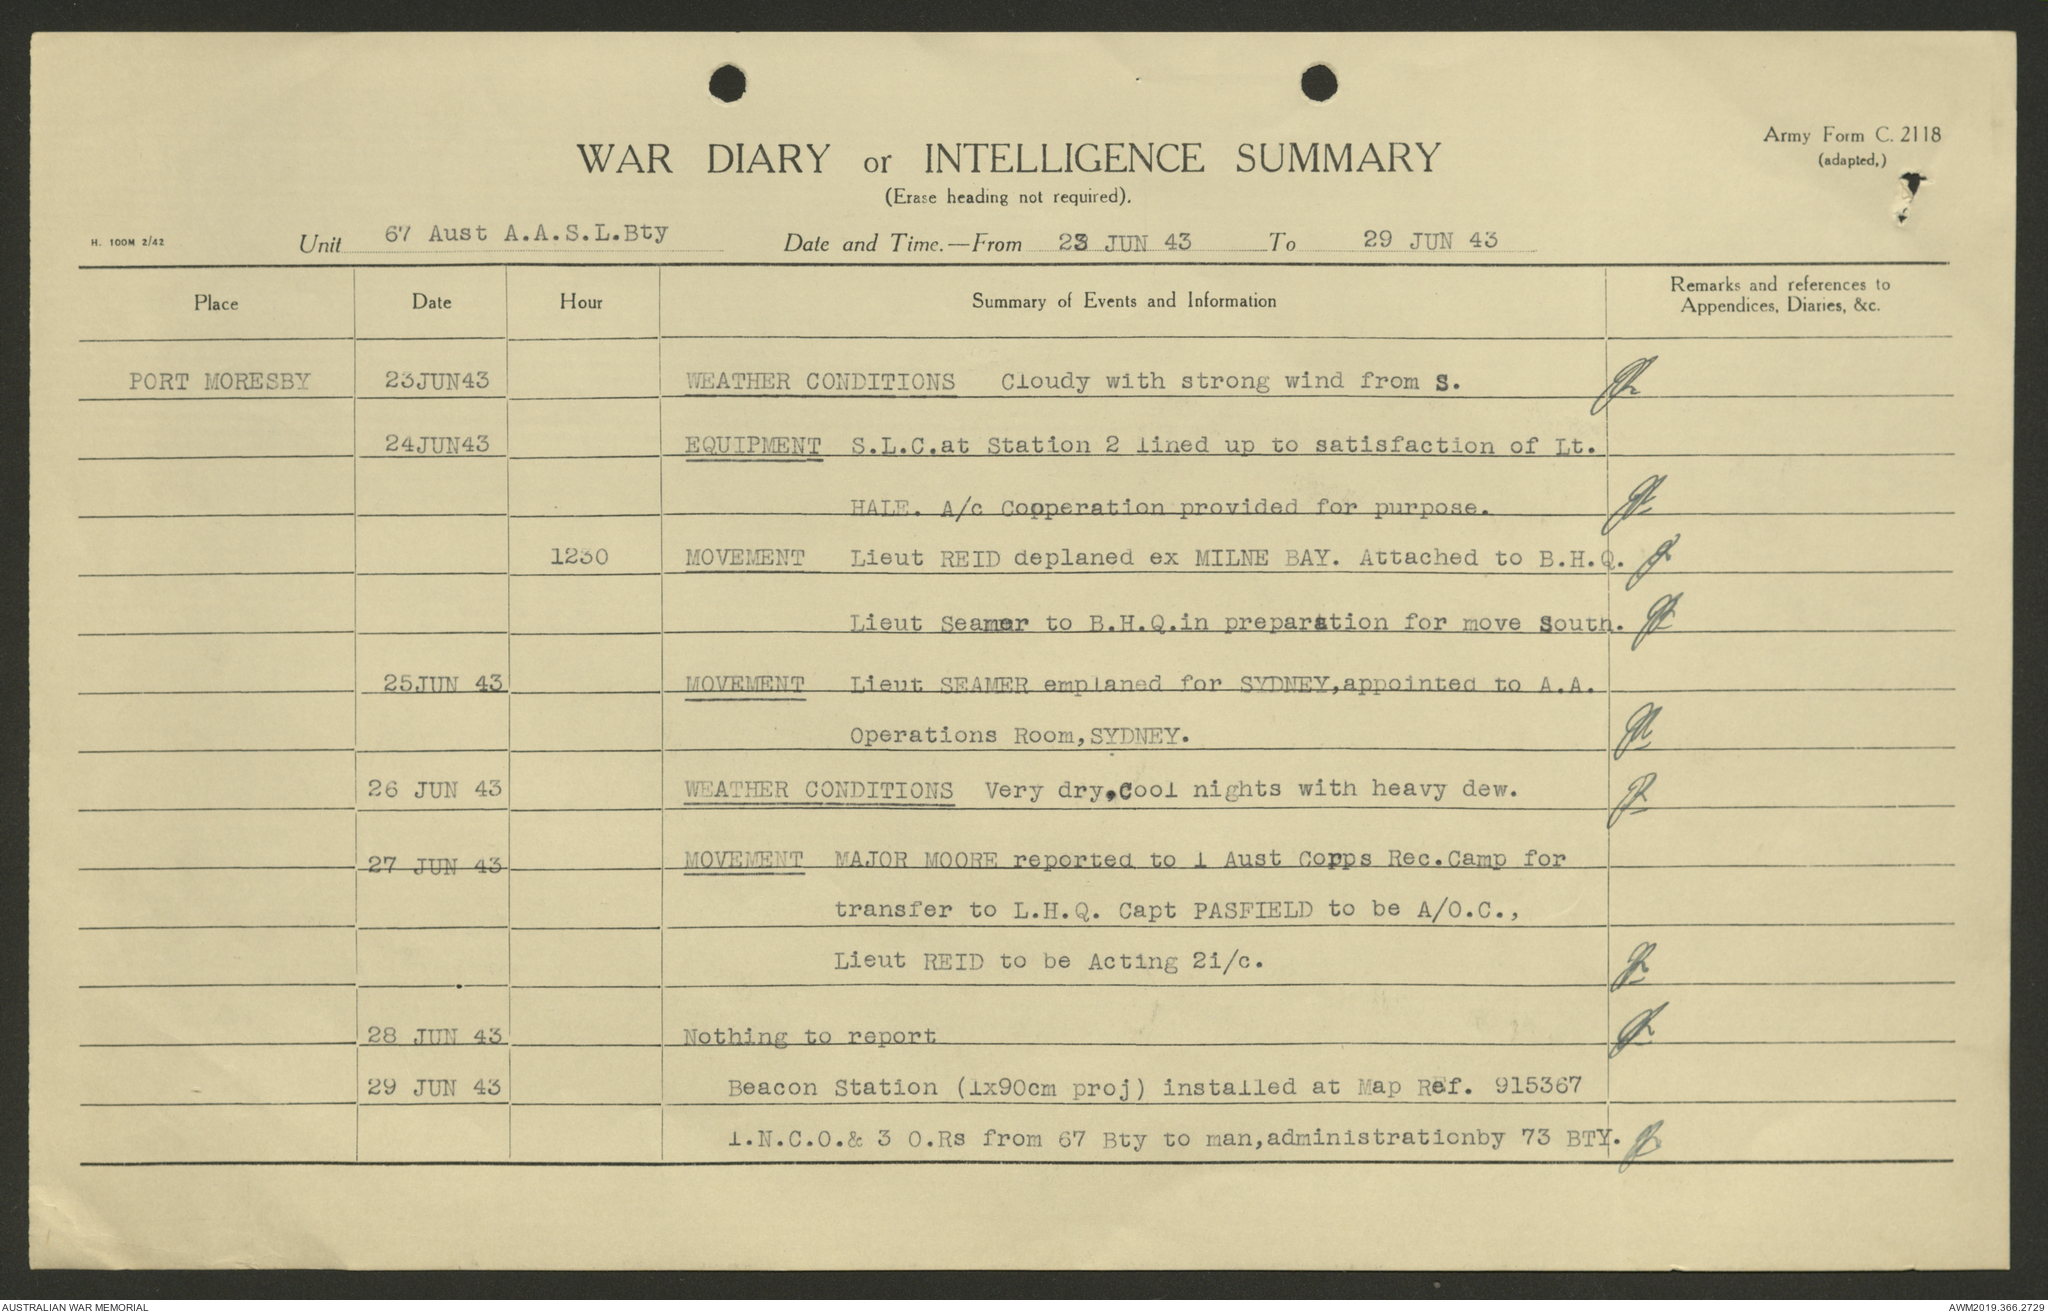 Army Form C. 2118
(adapted,)
WAR DIARY or INTELLIGENCE SUMMARY
(Erase heading not required).
H. 100M 2/42
Unit 67 Aust A.A.S.L.Bty Date and Time.—From 23 JUN 43 To 29 JUN 43
Place Date Hour Summary of Events and Information Remarks and references to
Appendices, Diaries, &c.
PORT MORESBY 23JUN43 WEATHER CONDITIONS Cloudy with strong wind from S.
24JUN43 EQUIPMENT S.L.C.at Station 2 lined up to satisfaction of Lt.
HALE. A/c Cooperation provided for purpose.
1230 MOVEMENT Lieut REID deplaned ex MILNE BAY. Attached to B.H.Q.
Lieut Seamer to B.H.Q.in preparation for move South.
25JUN 43 MOVEMENT Lieut SEAMER emplaned for SYDNEY,appointed to A.A.
Operations Room,SYDNEY.
26 JUN 43 WEATHER CONDITIONS Very dry,Cool nights with heavy dew.
27 JUN 43 MOVEMENT MAJOR MOORE reported to 1 Aust Corps Rec.Camp for
transfer to L.H.Q. Capt PASFIELD to be A/O.C.,
Lieut REID to be Acting 2i/c.
28 JUN 43 Nothing to report
29 JUN 43 Beacon Station (1x90cm proj) installed at Map Ref. 915367
1.N.C.O.& 3 O.Rs from 67 Bty to man,administrationby 73 BTY.
AUSTRALIAN WAR MEMORIAL AWM2019.366.2729